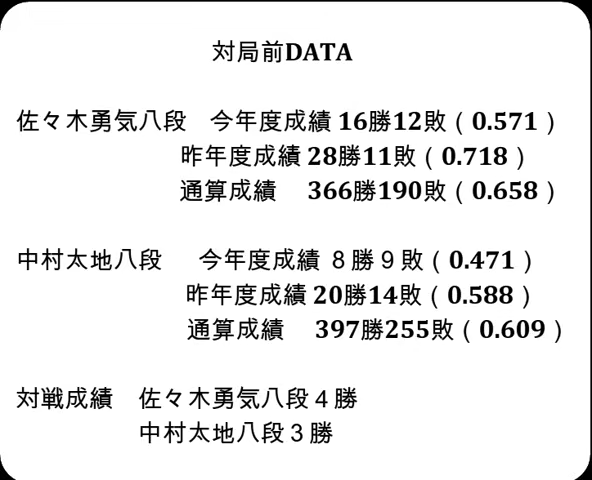 対局前DATA
佐々木勇気八段　今年度成績 16勝12敗（0.571）
昨年度成績 28勝11敗（0.718）
通算成績　366勝190敗（0.658）
中村太地八段　今年度成績 ８勝９敗（0.471）
昨年度成績 20勝14敗（0.588）
通算成績　397勝255敗（0.609）
対戦成績　佐々木勇気八段４勝
中村太地八段３勝